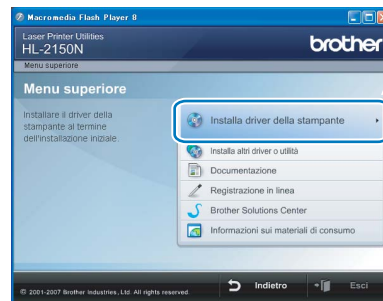 Macromedia Flash Player 8
Laser Printer Utilities
HL-2150N
brother
Menu superiore
Menu superiore
Installare il driver della
stampante al termine
dell'installazione iniziale.
Installa driver della stampante
Installa altri driver o utilità
Documentazione
Registrazione in linea
Brother Solutions Center
Informazioni sui materiali di consumo
© 2001-2007 Brother Industries, Ltd. All rights reserved.
Indietro
Esci